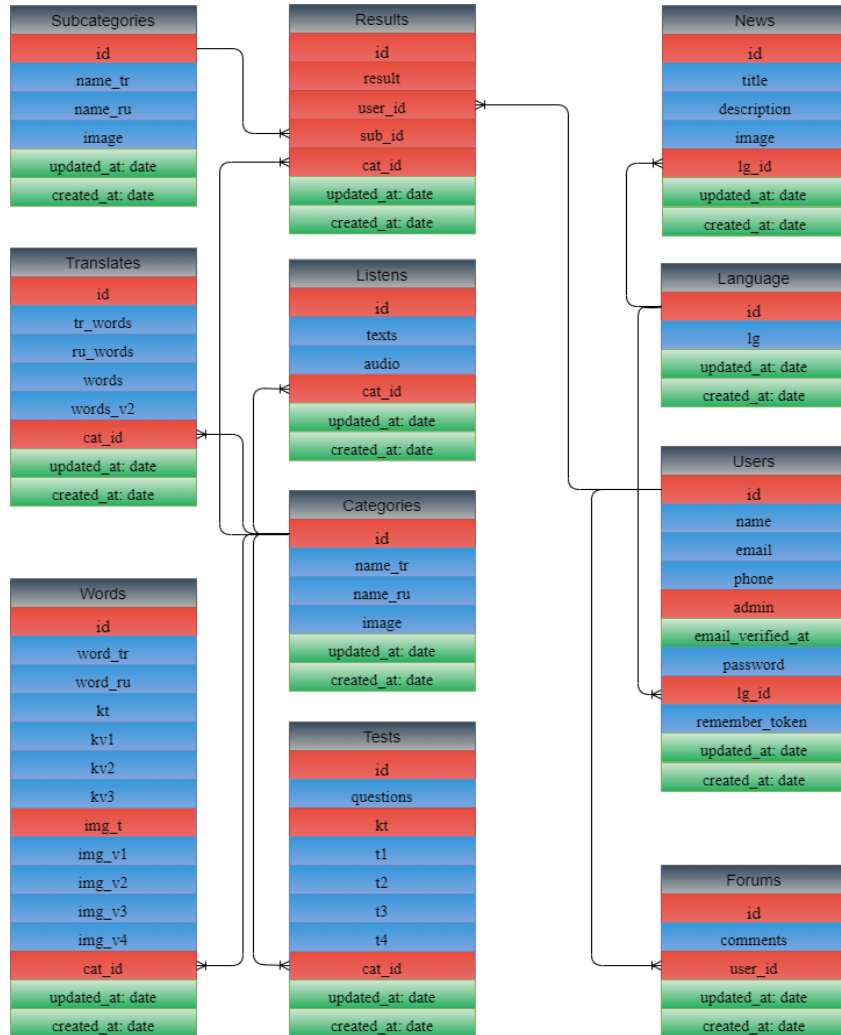 Subcategories
id
name_tr
name_ru
image
updated_at: date
created_at: date
Translates
id
tr_words
ru_words
words
words_v2
cat_id
updated_at: date
created_at: date
Words
id
word_tr
word_ru
kt
kv1
kv2
kv3
img_t
img_v1
img_v2
img_v3
img_v4
cat_id
updated_at: date
created_at: date
Results
id
result
user_id
sub_id
cat_id
updated_at: date
created_at: date
Listens
id
texts
audio
cat_id
updated_at: date
created_at: date
Categories
id
name_tr
name_ru
image
updated_at: date
created_at: date
Tests
id
questions
kt
t1
t2
t3
t4
cat_id
updated_at: date
created_at: date
News
id
title
description
image
lg_id
updated_at: date
created_at: date
Language
id
lg
updated_at: date
created_at: date
Users
id
name
email
phone
admin
email_verified_at
password
lg_id
remember_token
updated_at: date
created_at: date
Forums
id
comments
user_id
updated_at: date
created_at: date